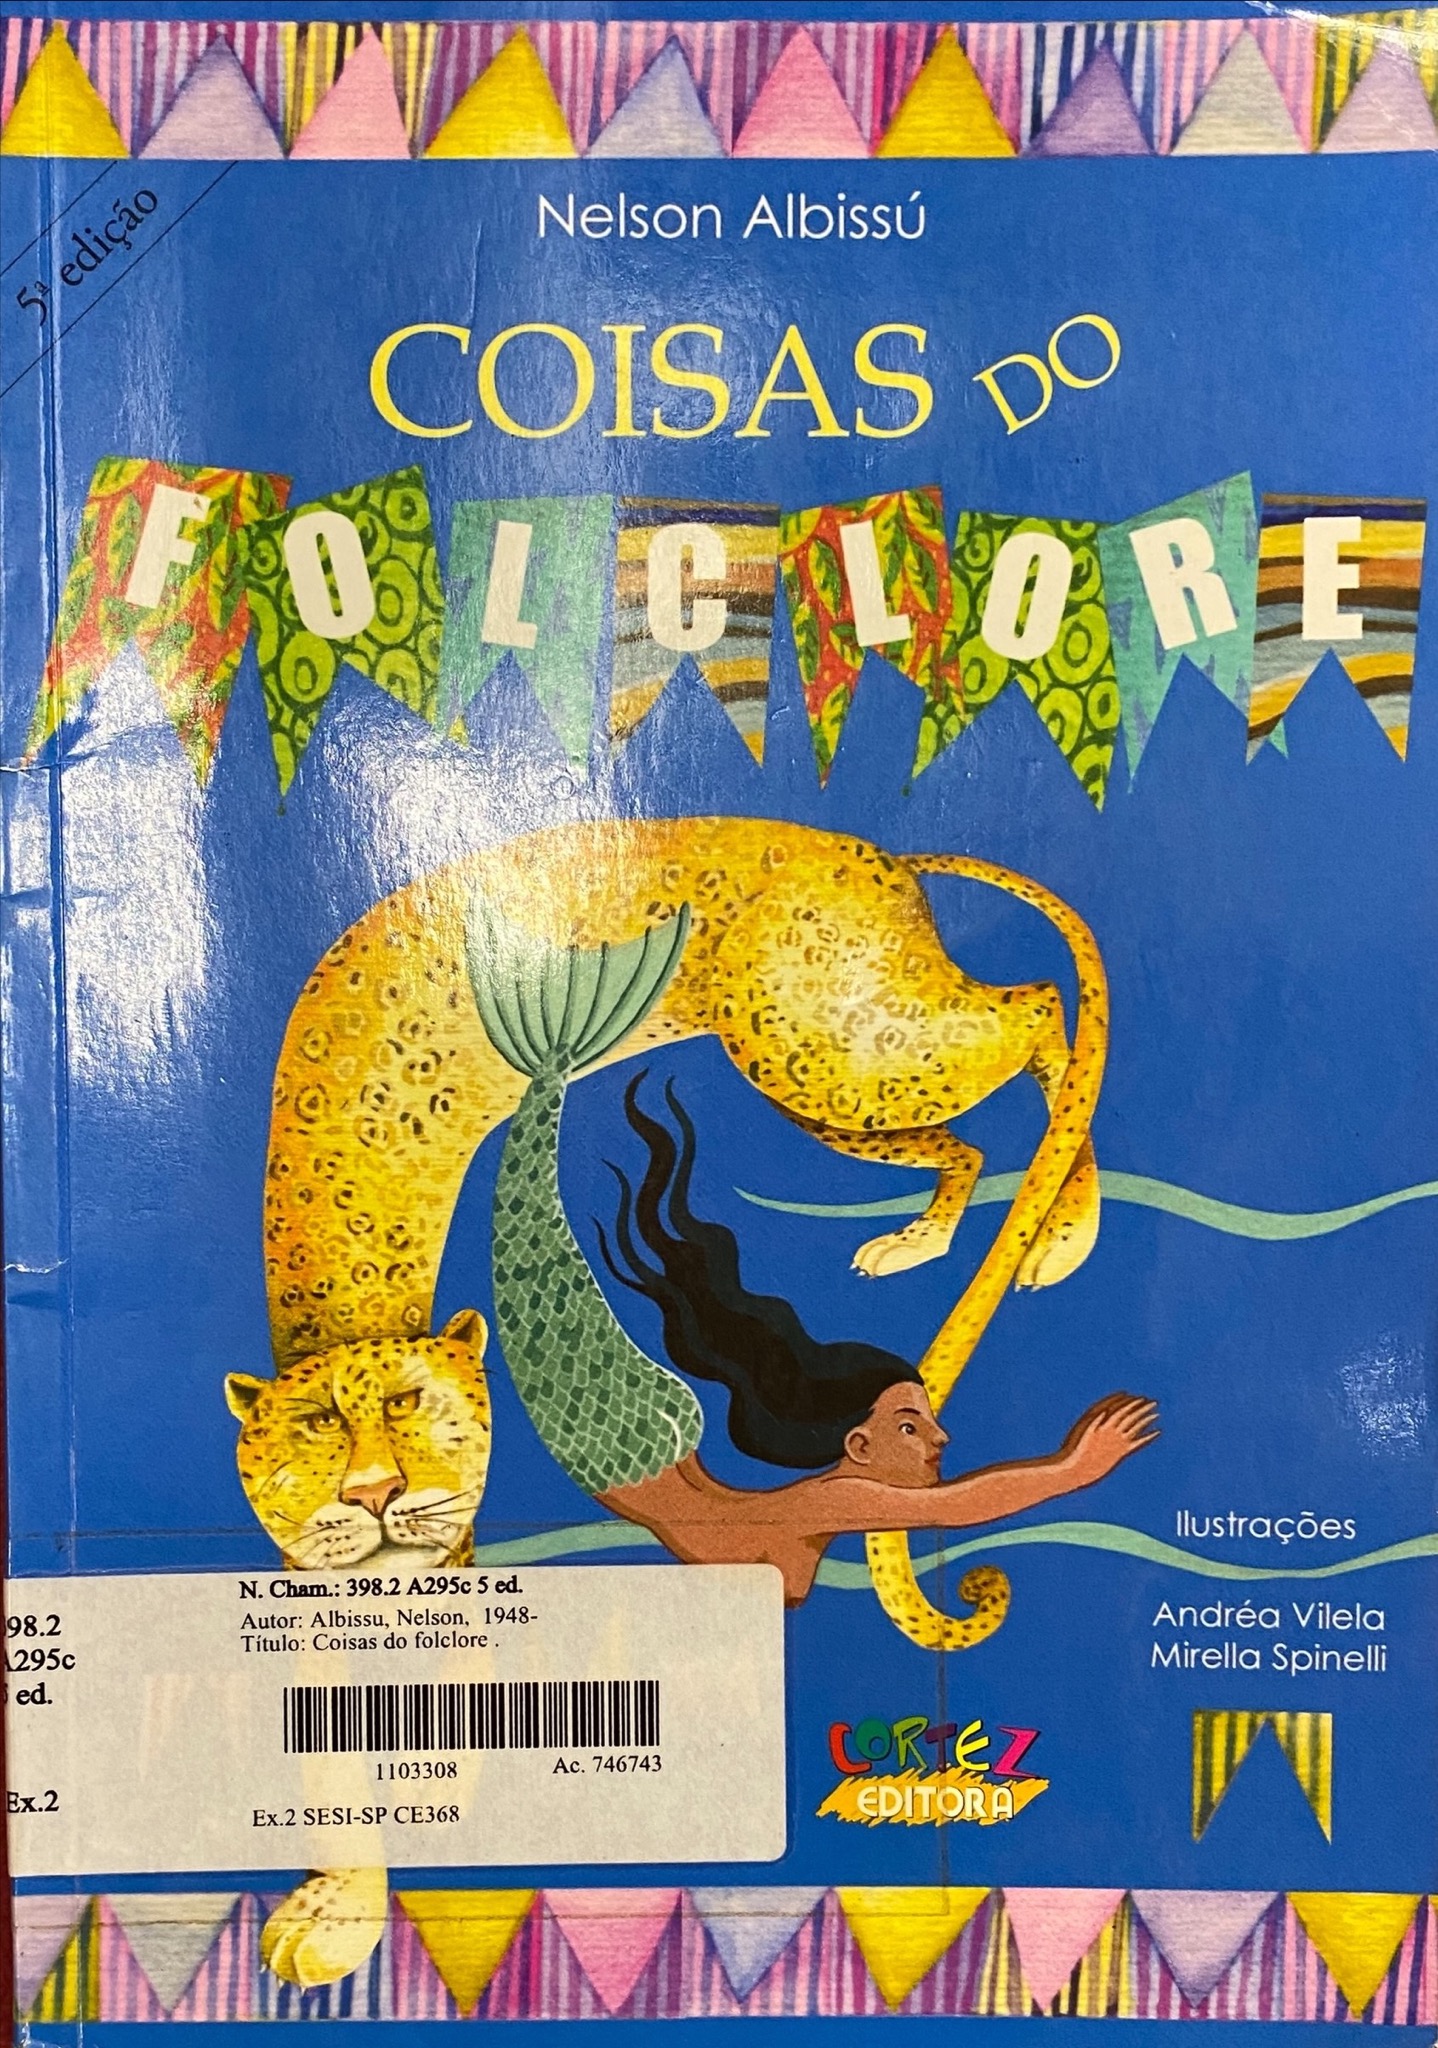 5ª edição
Nelson Albissú
COISAS DO
FOLCLORE
Ilustrações
Andréa Vilela
Mirella Spinelli
N. Cham.: 398.2 A295c 5 ed.
Autor: Albissu, Nelson, 1948-
Título: Coisas do folclore .
98.2
A295c
ed.
1103308
Ac. 746743
Ex.2
Ex.2 SESI-SP CE368
CORTEZ
EDITORA